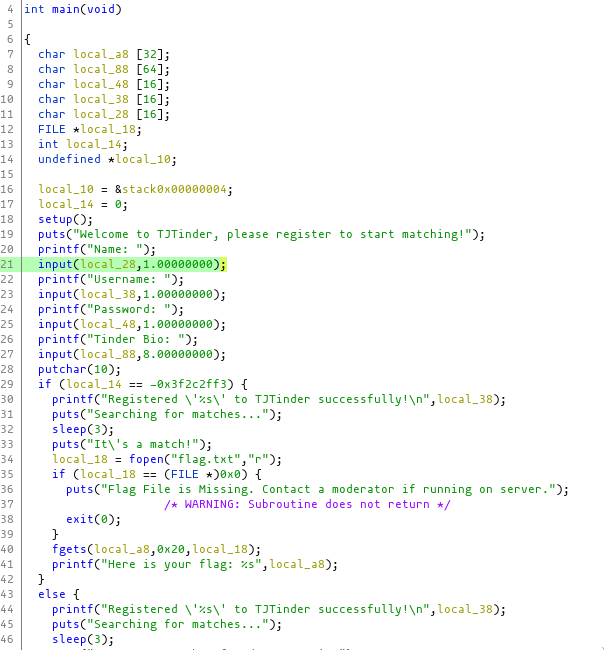 4 int main(void)
5
6 {
7 char local_a8 [32];
8 char local_88 [64];
9 char local_48 [16];
10 char local_38 [16];
11 char local_28 [16];
12 FILE *local_18;
13 int local_14;
14 undefined *local_10;
15
16 local_10 = &stack0x00000004;
17 local_14 = 0;
18 setup();
19 puts("Welcome to TJTinder, please register to start matching!");
20 printf("Name: ");
21 input(local_28,1.00000000);
22 printf("Username: ");
23 input(local_38,1.00000000);
24 printf("Password: ");
25 input(local_48,1.00000000);
26 printf("Tinder Bio: ");
27 input(local_88,8.00000000);
28 putchar(10);
29 if (local_14 == -0x3f2c2ff3) {
30 printf("Registered \'%s\' to TJTinder successfully!\n",local_38);
31 puts("Searching for matches...");
32 sleep(3);
33 puts("It\'s a match!");
34 local_18 = fopen("flag.txt","r");
35 if (local_18 == (FILE *)0x0) {
36 puts("Flag File is Missing. Contact a moderator if running on server.");
37 /* WARNING: Subroutine does not return */
38 exit(0);
39 }
40 fgets(local_a8,0x20,local_18);
41 printf("Here is your flag: %s",local_a8);
42 }
43 else {
44 printf("Registered \'%s\' to TJTinder successfully!\n",local_38);
45 puts("Searching for matches...");
46 sleep(3);